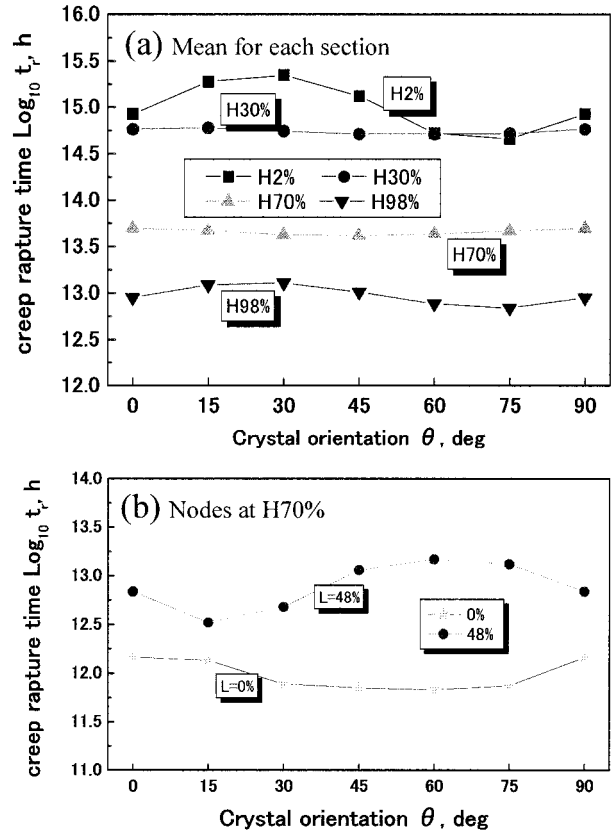 (a) Mean for each section
creep rapture time Log10 tr, h
16.0
15.5
15.0
14.5
14.0
13.5
13.0
12.5
12.0
H2%
H30%
H2% H30%
H70% H98%
H70%
H98%
0 15 30 45 60 75 90
Crystal orientation θ, deg
(b) Nodes at H70%
creep rapture time Log10 tr, h
14.0
13.5
13.0
12.5
12.0
11.5
11.0
L=48%
0%
48%
L=0%
0 15 30 45 60 75 90
Crystal orientation θ, deg